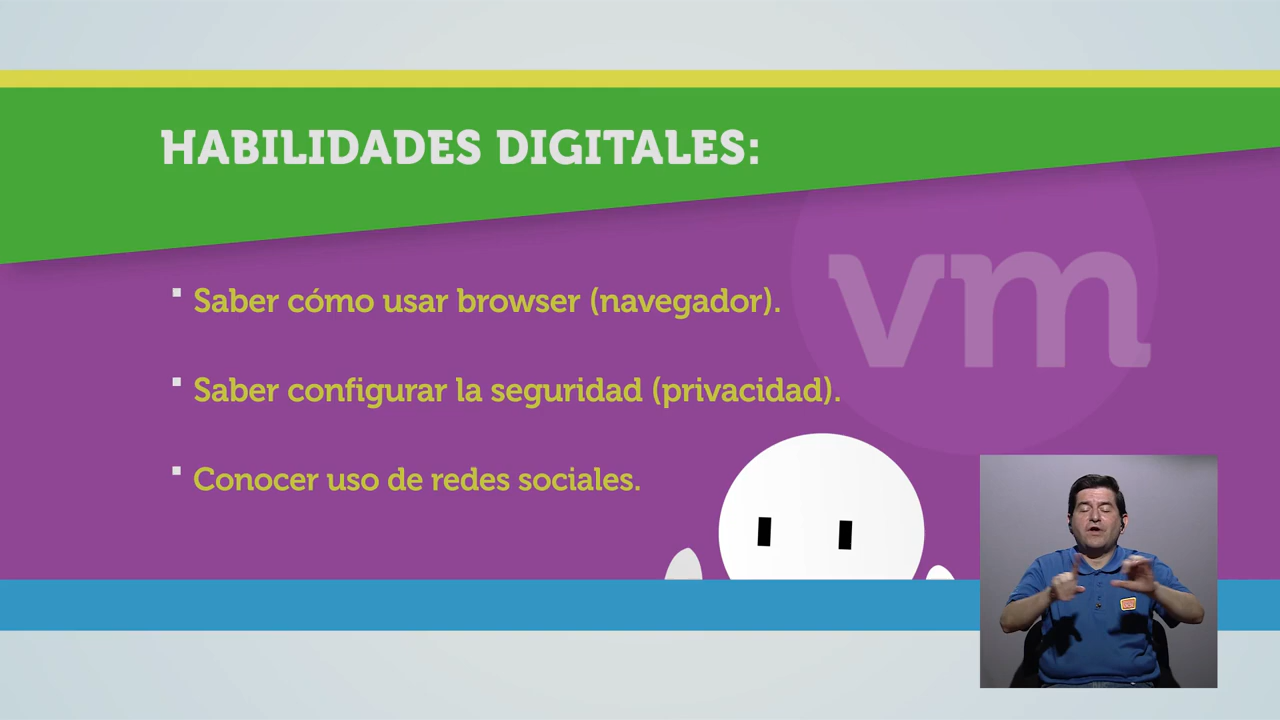 HABILIDADES DIGITALES:
vm
Saber cómo usar browser (navegador).
Saber configurar la seguridad (privacidad).
Conocer uso de redes sociales.